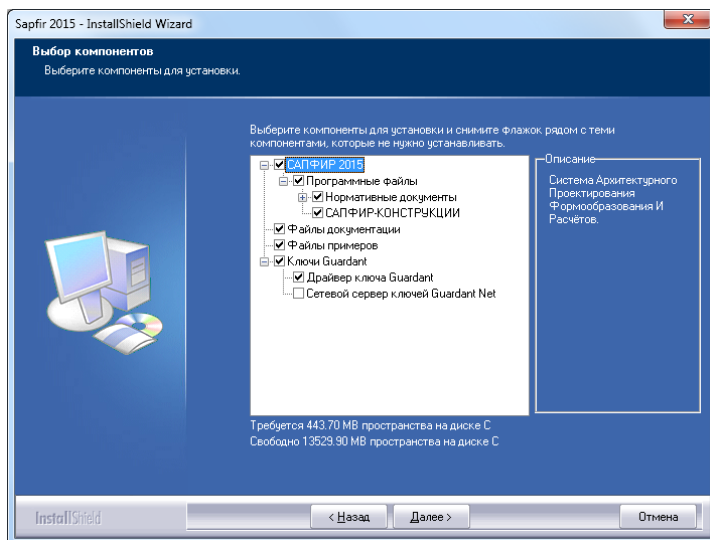 Sapfir 2015 - InstallShield Wizard
Выбор компонентов
Выберите компоненты для установки.
Выберите компоненты для установки и снимите флажок рядом с теми
компонентами, которые не нужно устанавливать.
САПФИР 2015
Программные файлы
Нормативные документы
САПФИР-КОНСТРУКЦИИ
Файлы документации
Файлы примеров
Ключи Guardant
Драйвер ключа Guardant
Сетевой сервер ключей Guardant Net
Описание
Система Архитектурного
Проектирования
Формообразования И
Расчётов.
Требуется 443.70 MB пространства на диске C
Свободно 13529.90 MB пространства на диске C
InstallShield
< Назад
Далее >
Отмена